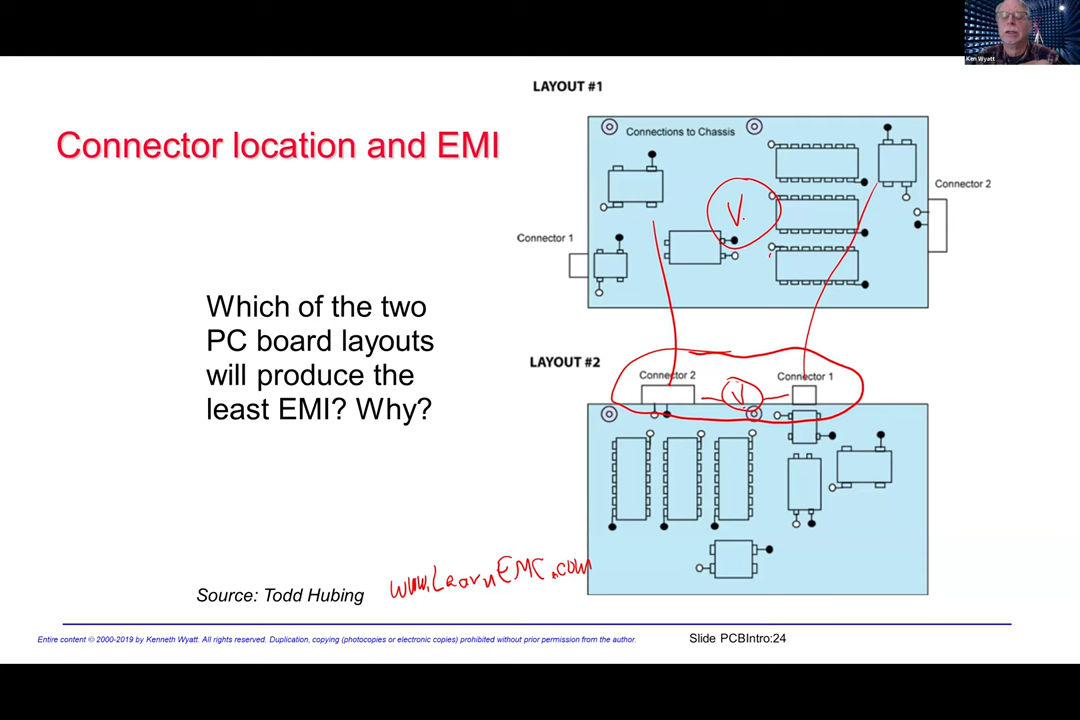 Ken Wyatt
LAYOUT #1
Connector location and EMI
Connections to Chassis
Connector 2
V.
Connector 1
Which of the two
PC board layouts
will produce the
least EMI? Why?
LAYOUT #2
Connector 2
V.
Connector 1
www.LearnEMC.com
Source: Todd Hubing
Entire content © 2000-2019 by Kenneth Wyatt. All rights reserved. Duplication, copying (photocopies or electronic copies) prohibited without prior permission from the author.
Slide PCBIntro:24